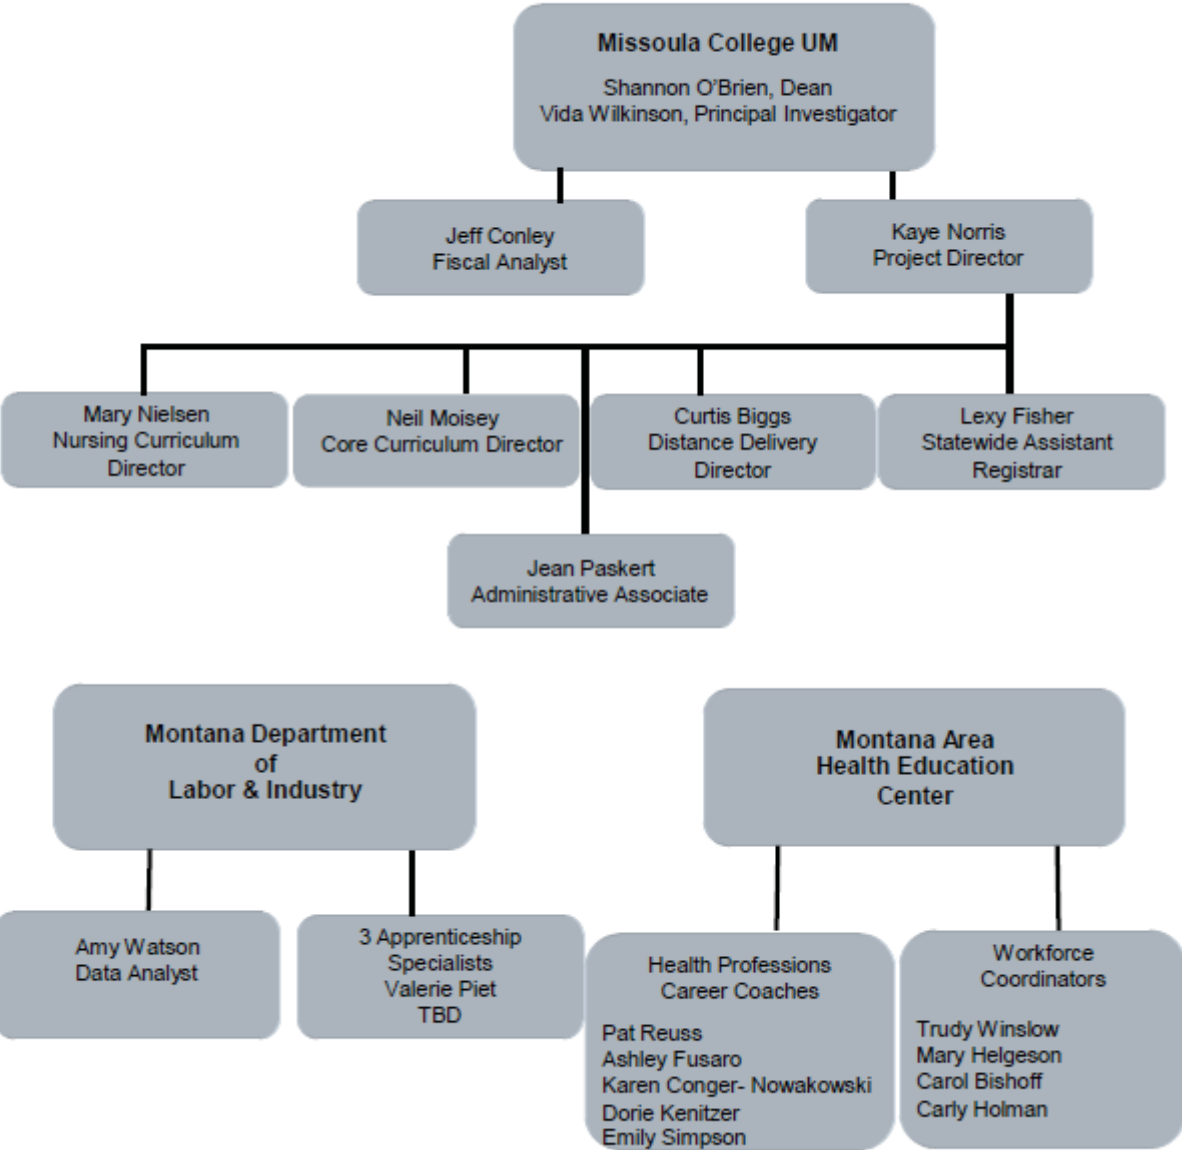 Missoula College UM
Shannon O'Brien, Dean
Vida Wilkinson, Principal Investigator
Jeff Conley
Fiscal Analyst
Kaye Norris
Project Director
Mary Nielsen
Nursing Curriculum
Director
Neil Moisey
Core Curriculum Director
Curtis Biggs
Distance Delivery
Director
Lexy Fisher
Statewide Assistant
Registrar
Jean Paskert
Administrative Associate
Montana Department
of
Labor & Industry
Montana Area
Health Education
Center
Amy Watson
Data Analyst
3 Apprenticeship
Specialists
Valerie Piet
TBD
Health Professions
Career Coaches
Pat Reuss
Ashley Fusaro
Karen Conger- Nowakowski
Dorie Kenitzer
Emily Simpson
Workforce
Coordinators
Trudy Winslow
Mary Helgeson
Carol Bishoff
Carly Holman